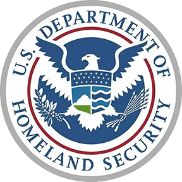 U.S. DEPARTMENT OF
HOMELAND SECURITY